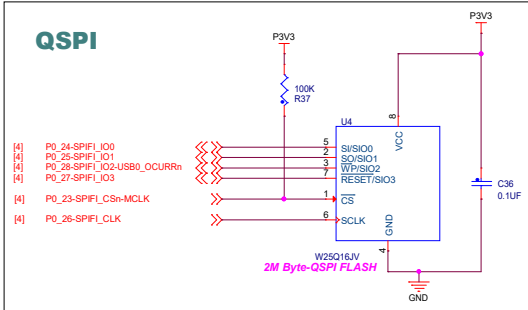 QSPI
P3V3
P3V3
100K
R37
U4
8
VCC
[4] P0_24-SPIFI_IO0 5 SI/SIO0
[4] P0_25-SPIFI_IO1 2 SO/SIO1
[4] P0_28-SPIFI_IO2-USB0_OCURRn 3 WP/SIO2
[4] P0_27-SPIFI_IO3 7 RESET/SIO3
[4] P0_23-SPIFI_CSn-MCLK 1 CS
[4] P0_26-SPIFI_CLK 6 SCLK
C36
0.1UF
GND
4
W25Q16JV
2M Byte-QSPI FLASH
GND